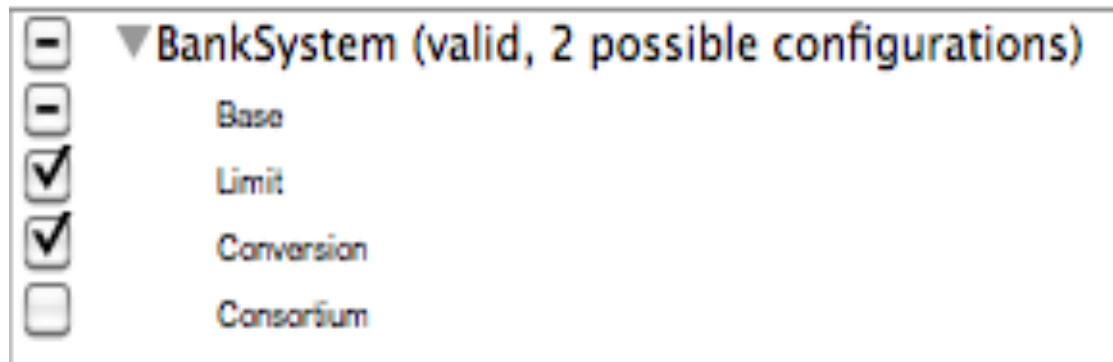 BankSystem (valid, 2 possible configurations)
Base
Limit
Conversion
Consortium